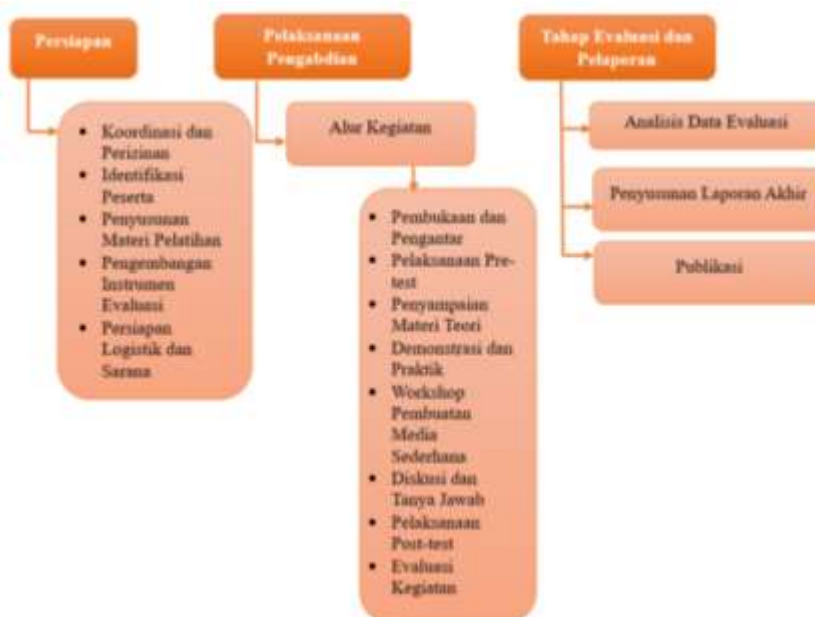 Persiapan
Koordinasi dan
Perizinan
Identifikasi
Peserta
Penyusunan
Materi Pelatihan
Pengembangan
Instrumen
Evaluasi
Persiapan
Logistik dan
Sarana
Pelaksanaan
Pengabdian
Alur Kegiatan
Pembukaan dan
Pengantar
Pelaksanaan Pre-
test
Penyampaian
Materi Teori
Demonstrasi dan
Praktik
Workshop
Pembuatan
Media
Sederhana
Diskusi dan
Tanya Jawab
Pelaksanaan
Post-test
Evaluasi
Kegiatan
Tahap Evaluasi dan
Pelaporan
Analisis Data Evaluasi
Penyusunan Laporan Akhir
Publikasi